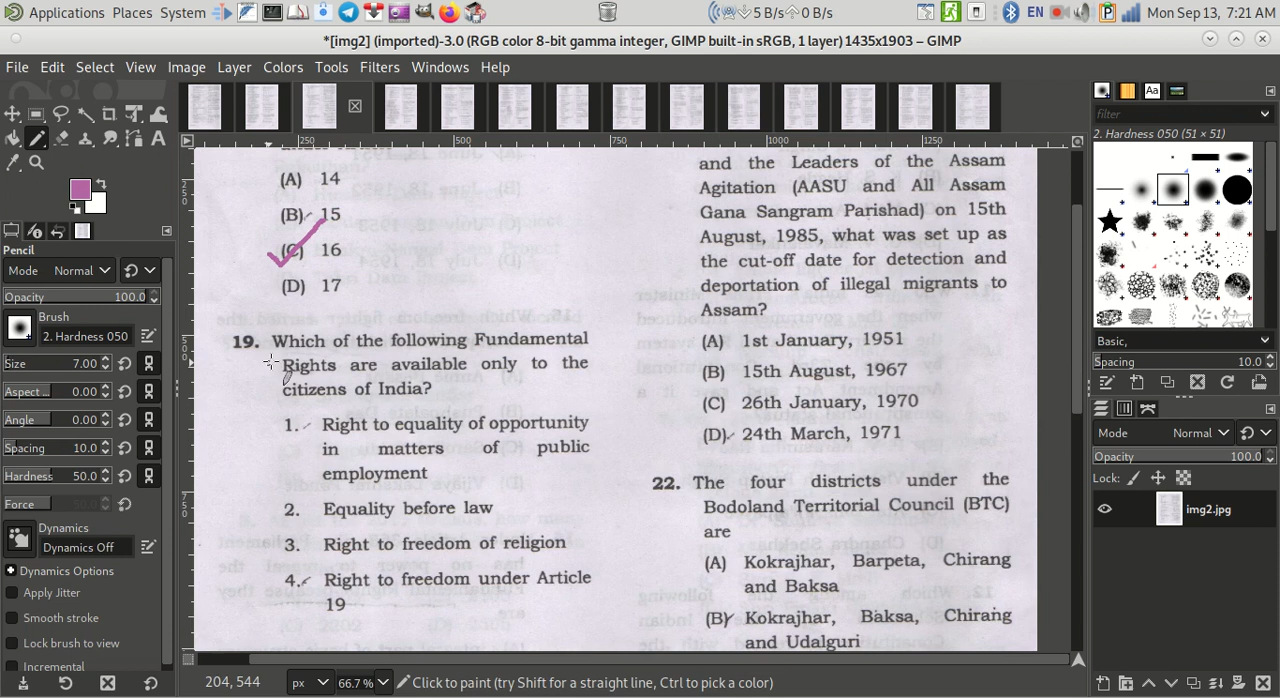 Applications Places System
5 B/s 0 B/s
EN
Mon Sep 13, 7:21 AM
*[img2] (imported)-3.0 (RGB color 8-bit gamma integer, GIMP built-in sRGB, 1 layer) 1435x1903 – GIMP
File Edit Select View Image Layer Colors Tools Filters Windows Help
250 500 750 1000 1250
Pencil
Mode Normal
Opacity 100.0
Brush
2. Hardness 050
Size 7.00
Aspect ... 0.00
Angle 0.00
Spacing 10.0
Hardness 50.0
Force 50.0
Dynamics
Dynamics Off
Dynamics Options
Apply Jitter
Smooth stroke
Lock brush to view
Incremental
(A) 14
(B) 15
(C) 16
(D) 17
19. Which of the following Fundamental
Rights are available only to the
citizens of India?
1. Right to equality of opportunity
in matters of public
employment
2. Equality before law
3. Right to freedom of religion
4. Right to freedom under Article
19
and the Leaders of the Assam
Agitation (AASU and All Assam
Gana Sangram Parishad) on 15th
August, 1985, what was set up as
the cut-off date for detection and
deportation of illegal migrants to
Assam?
(A) 1st January, 1951
(B) 15th August, 1967
(C) 26th January, 1970
(D) 24th March, 1971
22. The four districts under the
Bodoland Territorial Council (BTC)
are
(A) Kokrajhar, Barpeta, Chirang
and Baksa
(B) Kokrajhar, Baksa, Chirang
and Udalguri
204, 544 px 66.7% Click to paint (try Shift for a straight line, Ctrl to pick a color)
Aa
filter
2. Hardness 050 (51 × 51)
Basic,
Spacing 10.0
Mode Normal
Opacity 100.0
Lock:
img2.jpg